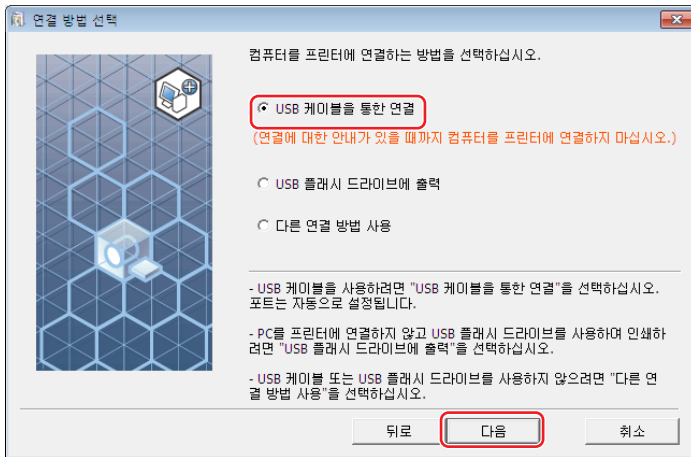 연결 방법 선택
컴퓨터를 프린터에 연결하는 방법을 선택하십시오.
USB 케이블을 통한 연결
(연결에 대한 안내가 있을 때까지 컴퓨터를 프린터에 연결하지 마십시오.)
USB 플래시 드라이브에 출력
다른 연결 방법 사용
- USB 케이블을 사용하려면 "USB 케이블을 통한 연결"을 선택하십시오.
포트는 자동으로 설정됩니다.
- PC를 프린터에 연결하지 않고 USB 플래시 드라이브를 사용하여 인쇄하
려면 "USB 플래시 드라이브에 출력"을 선택하십시오.
- USB 케이블 또는 USB 플래시 드라이브를 사용하지 않으려면 "다른 연
결 방법 사용"을 선택하십시오.
뒤로 다음 취소